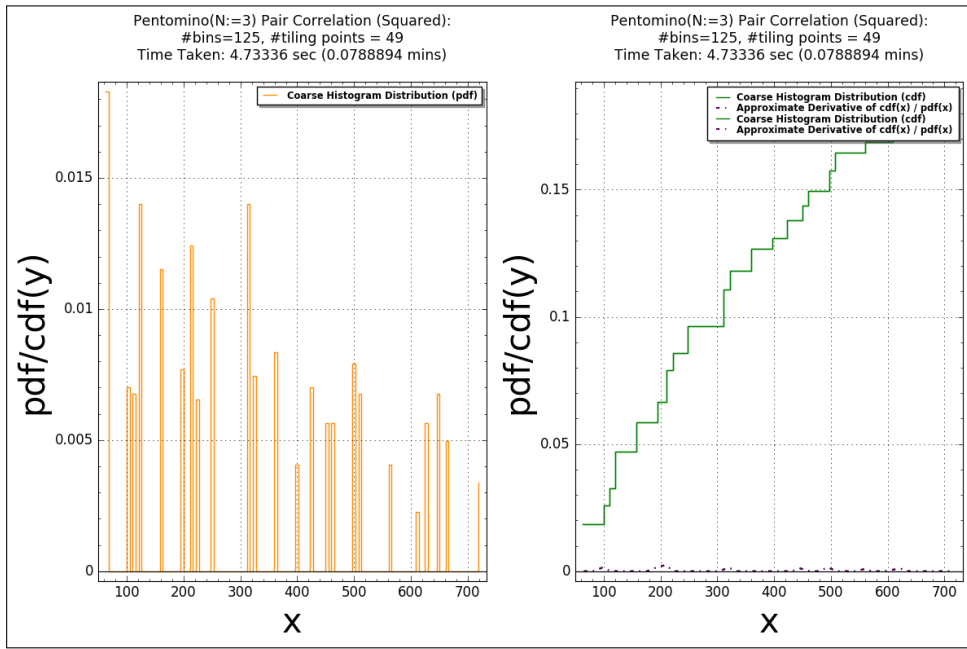 Pentomino(N:=3) Pair Correlation (Squared):
#bins=125, #tiling points = 49
Time Taken: 4.73336 sec (0.0788894 mins)
Coarse Histogram Distribution (pdf)
0.015
0.01
0.005
0
pdf/cdf(y)
100 200 300 400 500 600 700
x
Pentomino(N:=3) Pair Correlation (Squared):
#bins=125, #tiling points = 49
Time Taken: 4.73336 sec (0.0788894 mins)
Coarse Histogram Distribution (cdf)
Approximate Derivative of cdf(x) / pdf(x)
Coarse Histogram Distribution (cdf)
Approximate Derivative of cdf(x) / pdf(x)
0.15
0.1
0.05
0
pdf/cdf(y)
100 200 300 400 500 600 700
x